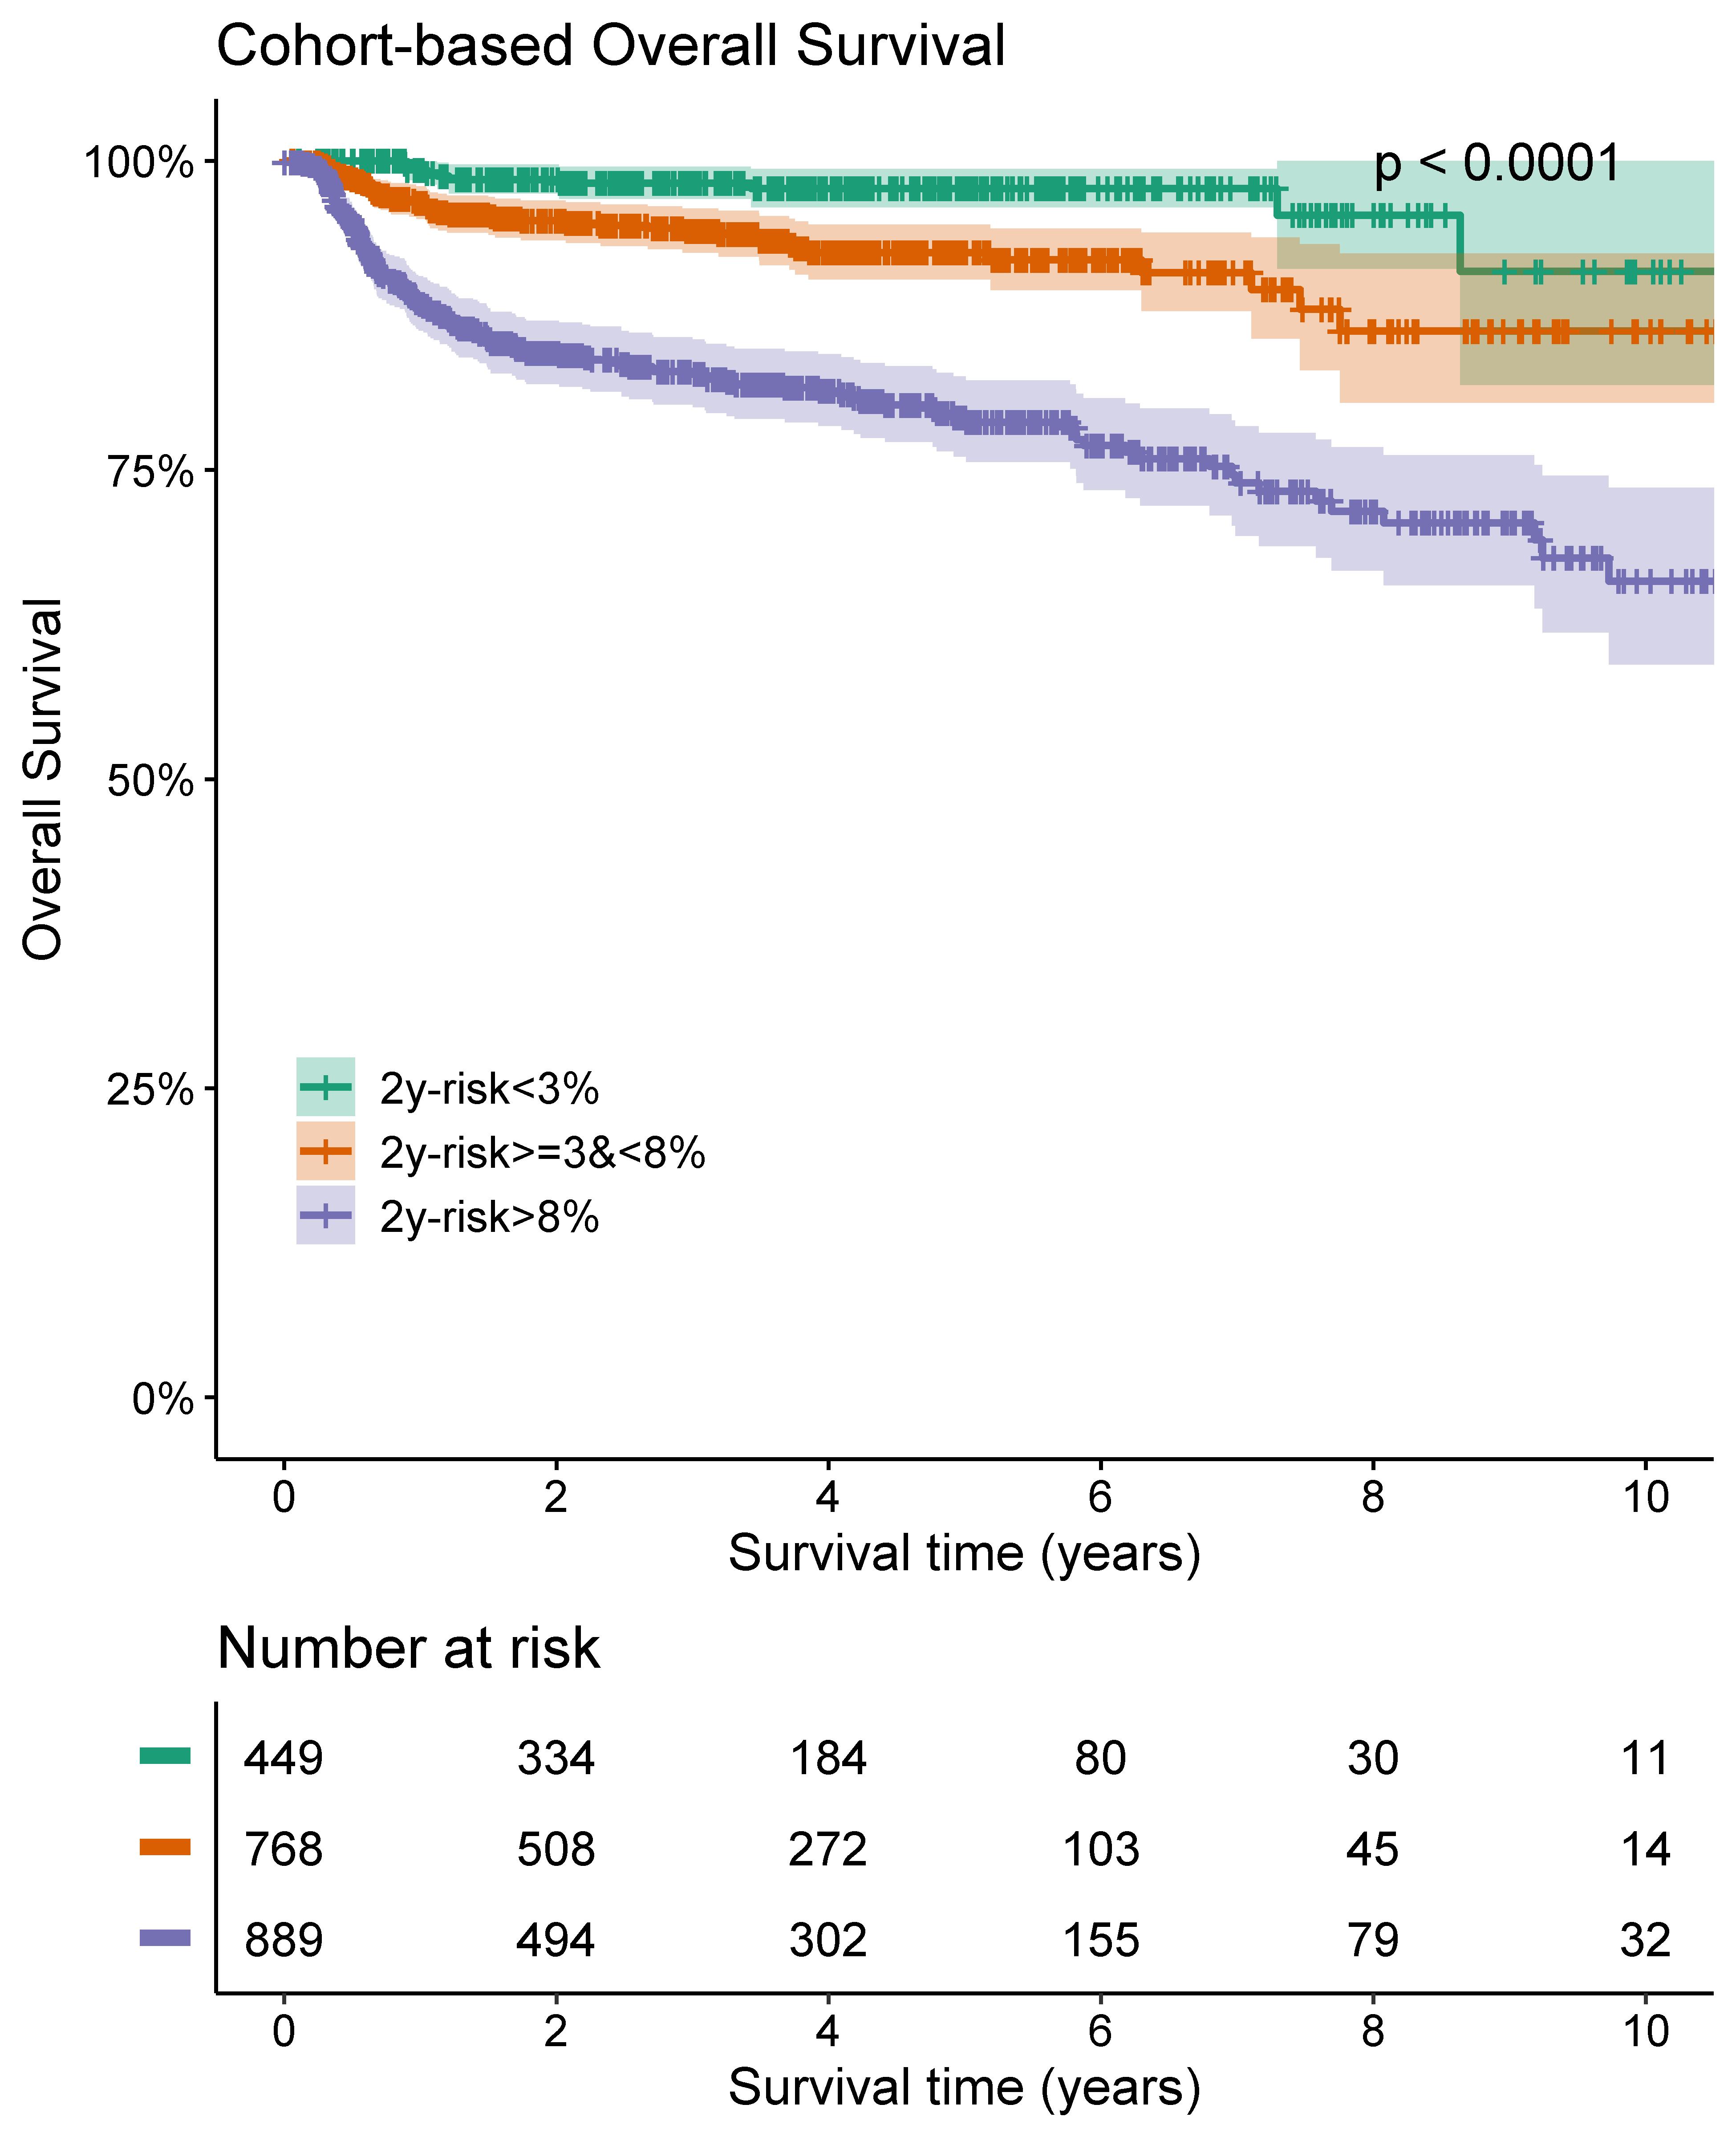 Cohort-based Overall Survival
p < 0.0001
100%
75%
50%
25%
0%
Overall Survival
2y-risk<3%
2y-risk>=3&<8%
2y-risk>8%
0 2 4 6 8 10
Survival time (years)
Number at risk
449 334 184 80 30 11
768 508 272 103 45 14
889 494 302 155 79 32
0 2 4 6 8 10
Survival time (years)